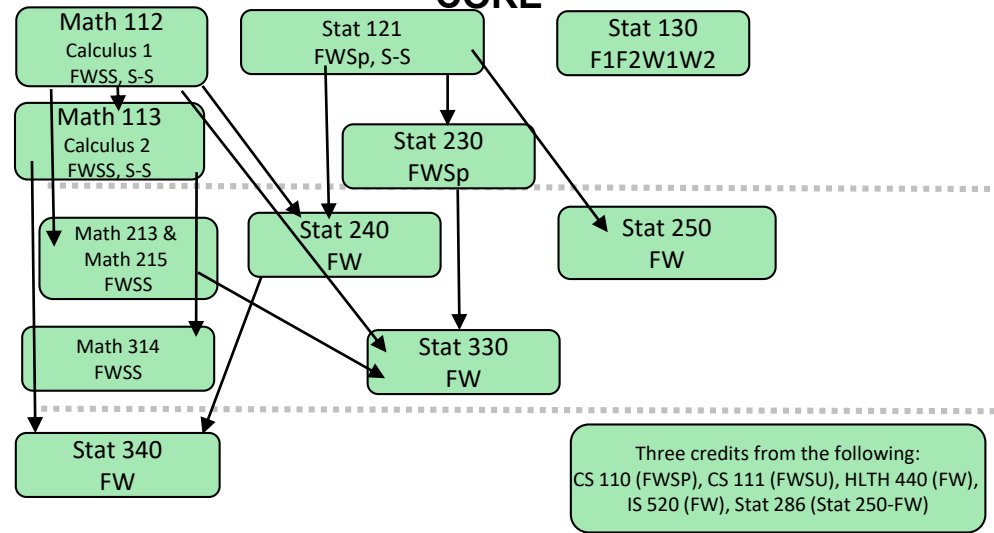 CORE
Math 112
Calculus 1
FWSS, S-S
Stat 121
FWSp, S-S
Stat 130
F1F2W1W2
Math 113
Calculus 2
FWSS, S-S
Stat 230
FWSp
Math 213 &
Math 215
FWSS
Stat 240
FW
Stat 250
FW
Math 314
FWSS
Stat 330
FW
Stat 340
FW
Three credits from the following:
CS 110 (FWSP), CS 111 (FWSU), HLTH 440 (FW),
IS 520 (FW), Stat 286 (Stat 250-FW)